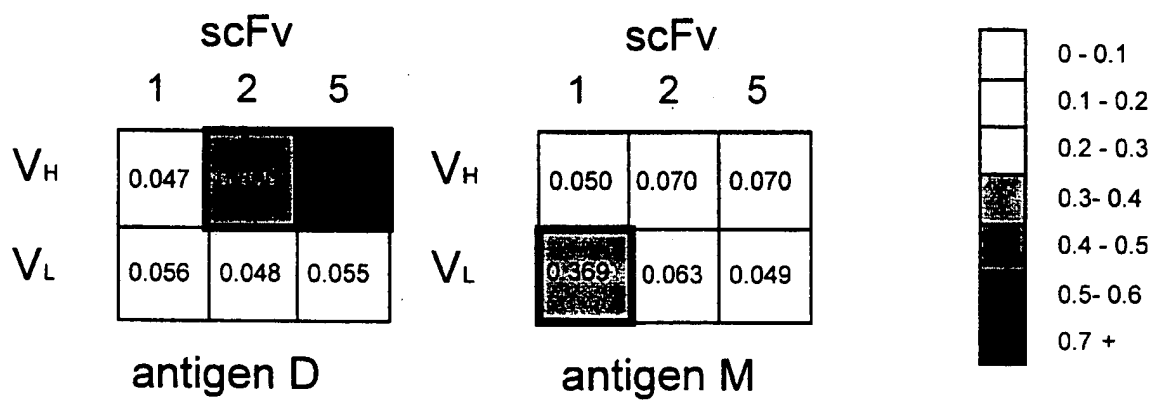 scFv
1 2 5
VH 0.047
VL 0.056 0.048 0.055
antigen D
scFv
1 2 5
VH 0.050 0.070 0.070
VL 0.369 0.063 0.049
antigen M
0 - 0.1
0.1 - 0.2
0.2 - 0.3
0.3- 0.4
0.4 - 0.5
0.5- 0.6
0.7 +